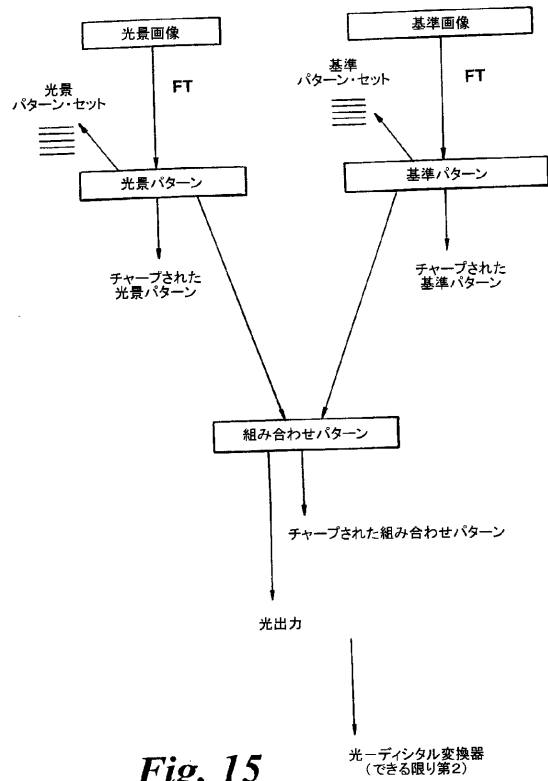 光景画像
基準画像
FT
FT
光景
パターン・セット
基準
パターン・セット
光景パターン
基準パターン
チャープされた
光景パターン
チャープされた
基準パターン
組み合わせパターン
チャープされた組み合わせパターン
光出力
光－ディシタル変換器
(できる限り第2)
Fig. 15